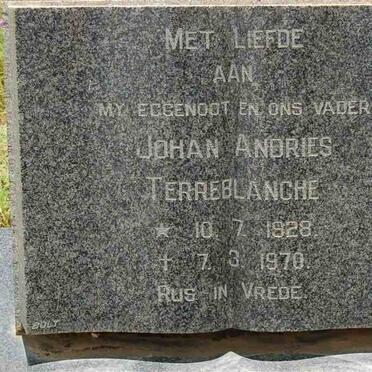 MET LIEFDE
AAN
MY EGGENOOT EN ONS VADER
JOHAN ANDRIES
TERREBLANCHE
* 10. 7. 1928.
† 7. 3. 1970.
RUS IN VREDE.
BULT